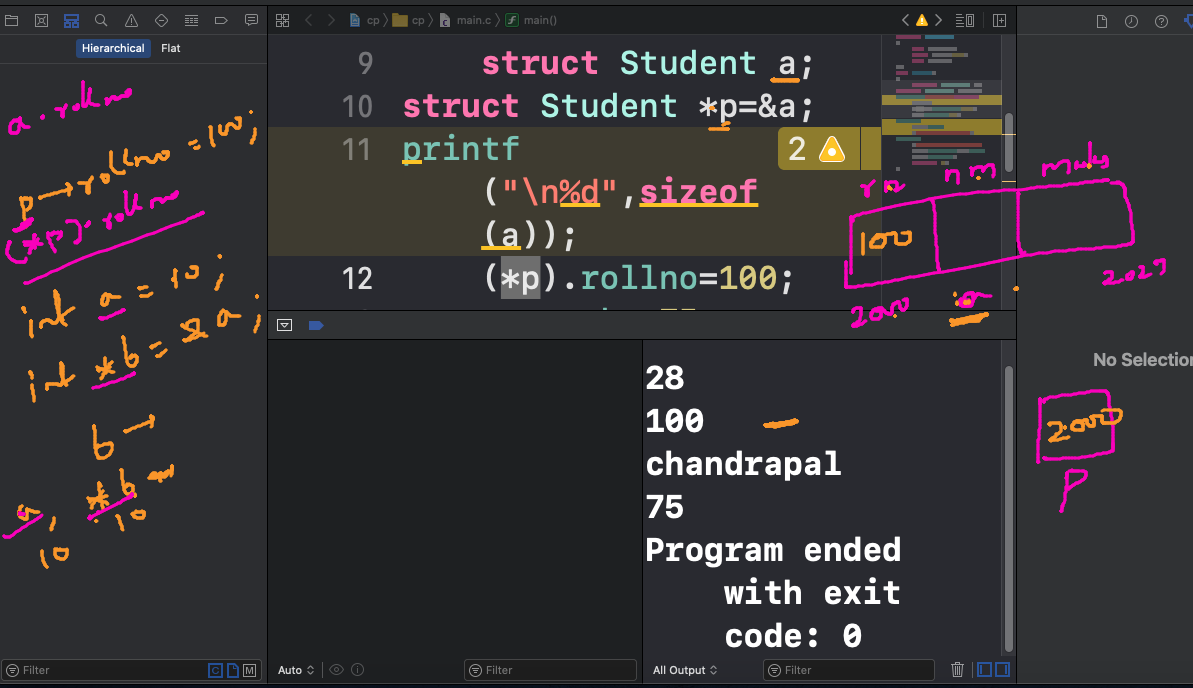 cp cp main.c main()
Hierarchical Flat
9 struct Student a;
10 struct Student *p=&a;
11 printf 2
("\n%d",sizeof
(a));
12 (*p).rollno=100;
a.rollno
p→rollno=100;
(*p).rollno
int a = 10;
int *b = &a;
b→
a, *b
10 10
rn nm marks
100
2000 a 2027
No Selection
2000
p
28
100
chandrapal
75
Program ended
with exit
code: 0
Filter C M
Auto Filter
All Output Filter